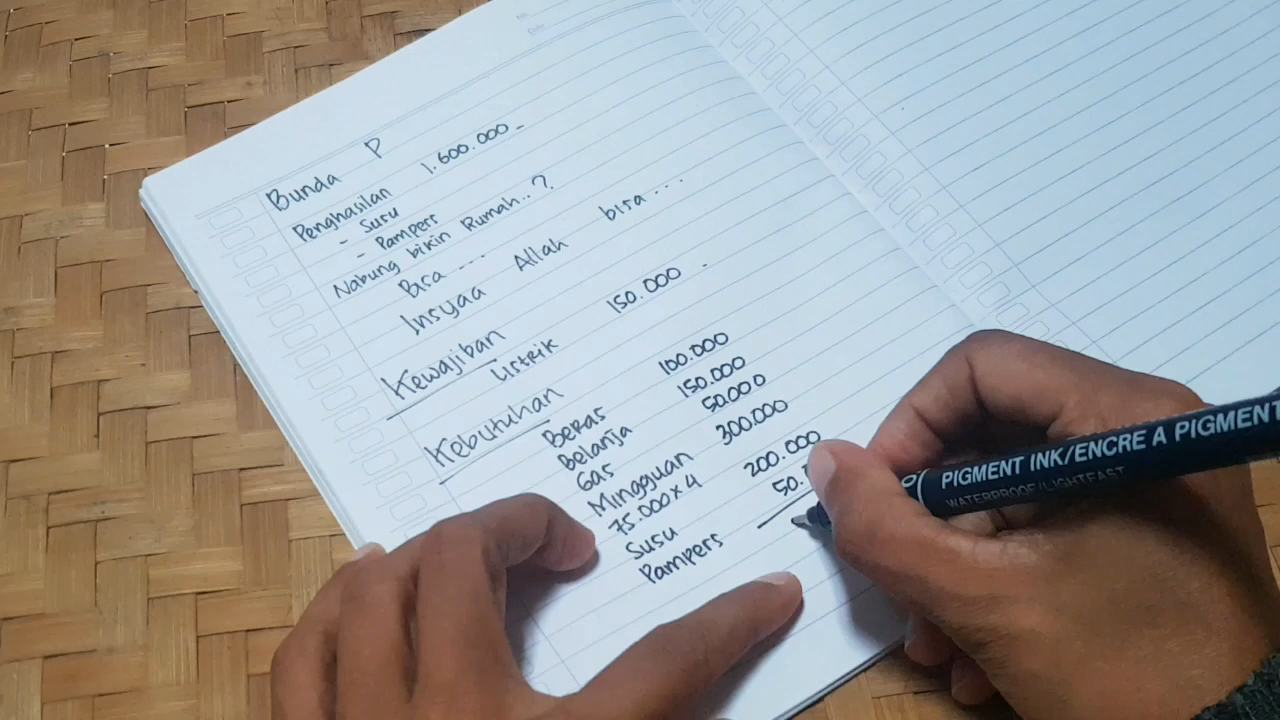 Bunda P
Penghasilan 1.600.000 _
- Susu
- Pampers
Nabung bikin Rumah..?
Bisa ...
Insyaa Allah bisa ...
Kewajiban
Listrik 150.000 -
Kebutuhan
Beras 100.000
Belanja 150.000
Gas 50.000
Mingguan 300.000
75.000 x 4
Susu 200.000
Pampers 50.
PIGMENT INK/ENCRE A PIGMENT
WATERPROOF/LIGHTFAST